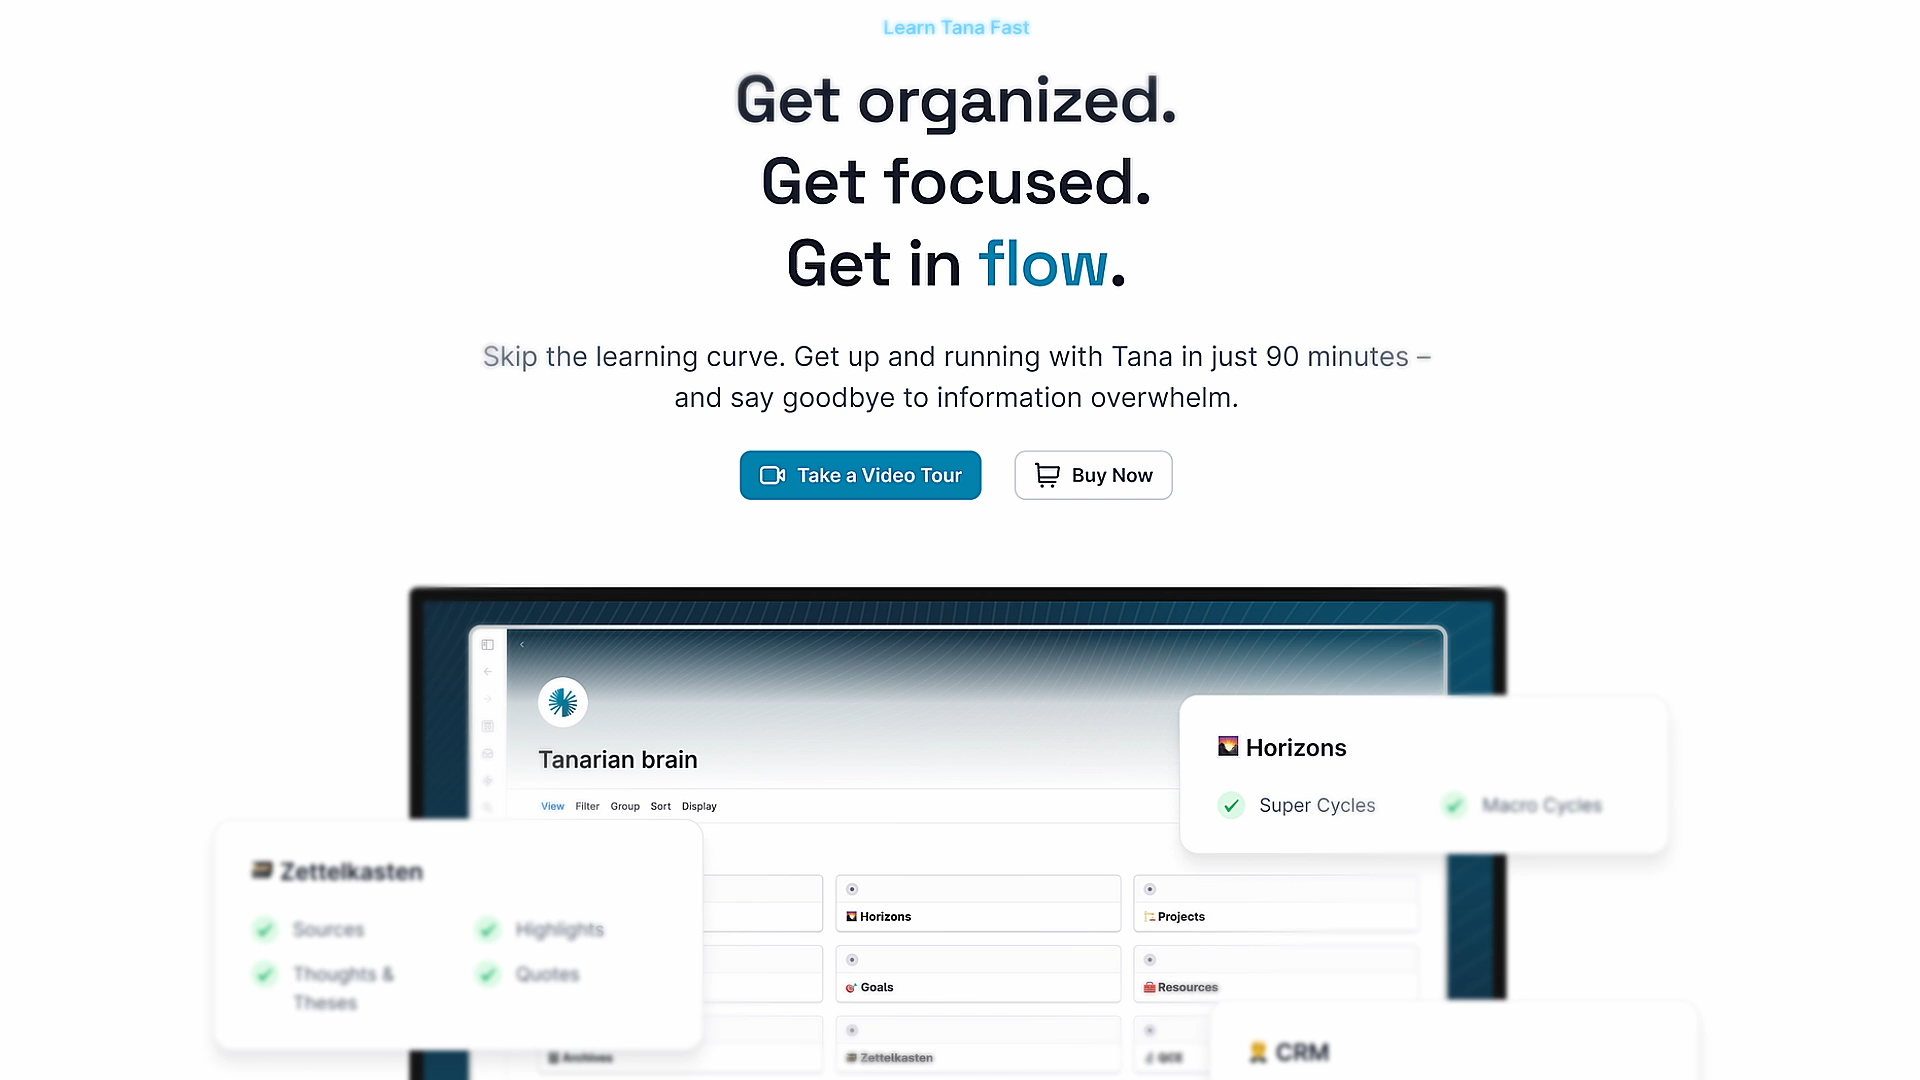 Learn Tana Fast
Get organized.
Get focused.
Get in flow.
Skip the learning curve. Get up and running with Tana in just 90 minutes –
and say goodbye to information overwhelm.
Take a Video Tour
Buy Now
Tanarian brain
View Filter Group Sort Display
Horizons
Super Cycles
Macro Cycles
Zettelkasten
Sources
Highlights
Thoughts &
Theses
Quotes
Horizons
Projects
Goals
Resources
Archives
Zettelkasten
CRM